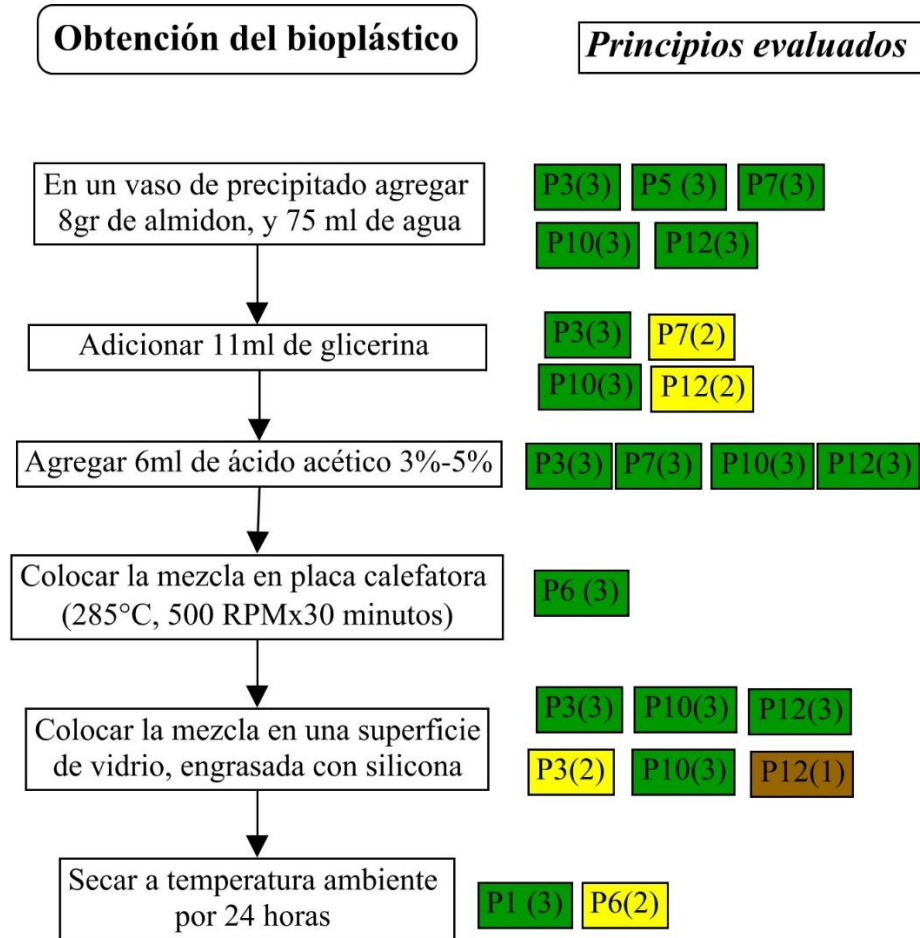 Obtención del bioplástico
Principios evaluados
En un vaso de precipitado agregar
8gr de almidon, y 75 ml de agua
P3(3) P5 (3) P7(3)
P10(3) P12(3)
Adicionar 11ml de glicerina
P3(3) P7(2)
P10(3) P12(2)
Agregar 6ml de ácido acético 3%-5%
P3(3) P7(3) P10(3) P12(3)
Colocar la mezcla en placa calefatora
(285°C, 500 RPMx30 minutos)
P6 (3)
Colocar la mezcla en una superficie
de vidrio, engrasada con silicona
P3(3) P10(3) P12(3)
P3(2) P10(3) P12(1)
Secar a temperatura ambiente
por 24 horas
P1 (3) P6(2)